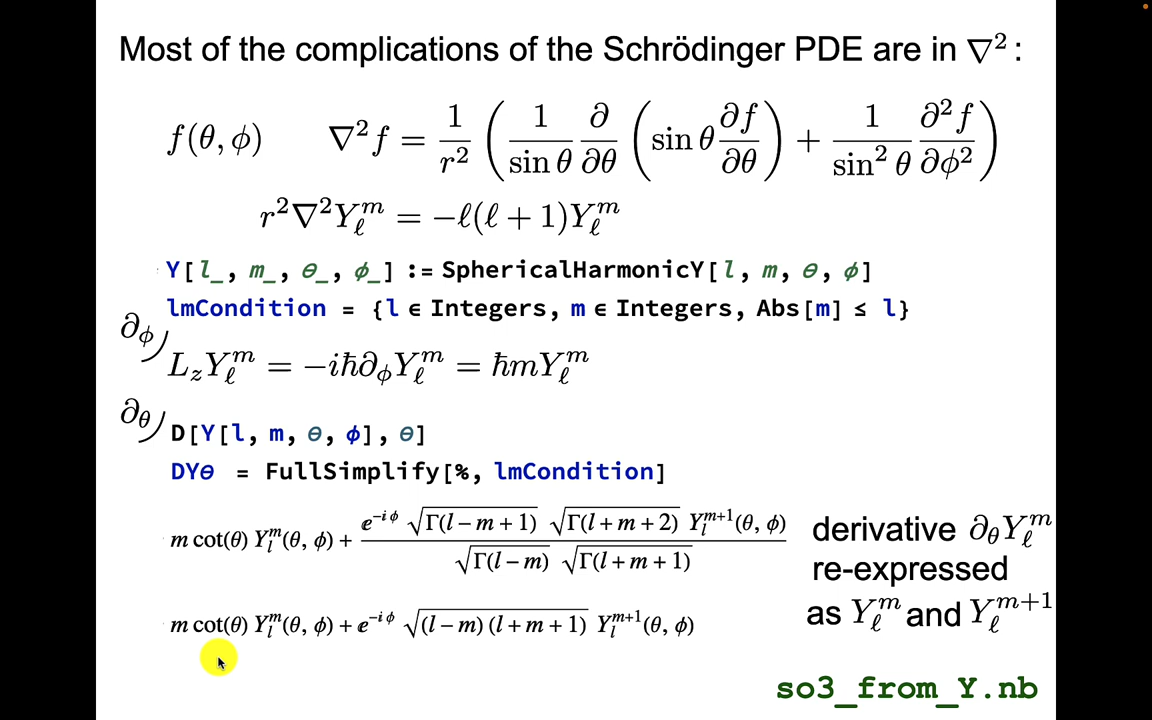 Most of the complications of the Schrödinger PDE are in ∇² :
f(θ, ϕ)   ∇²f = 1/r² ( 1/sin θ ∂/∂θ ( sin θ ∂f/∂θ ) + 1/sin² θ ∂²f/∂ϕ² )
r²∇²Y_ℓ^m = −ℓ(ℓ + 1)Y_ℓ^m
Y[l_, m_, θ_, ϕ_] := SphericalHarmonicY[l, m, θ, ϕ]
lmCondition = {l ∈ Integers, m ∈ Integers, Abs[m] ≤ l}
∂_ϕ
L_z Y_ℓ^m = −iℏ∂_ϕ Y_ℓ^m = ℏmY_ℓ^m
∂_θ
D[Y[l, m, θ, ϕ], θ]
DYθ = FullSimplify[%, lmCondition]
m cot(θ) Y_l^m(θ, ϕ) + e^{-i ϕ} √Γ(l − m + 1) √Γ(l + m + 2) Y_l^{m+1}(θ, ϕ) / √Γ(l − m) √Γ(l + m + 1)
m cot(θ) Y_l^m(θ, ϕ) + e^{-i ϕ} √(l − m) (l + m + 1) Y_l^{m+1}(θ, ϕ)
derivative ∂_θ Y_ℓ^m
re-expressed
as Y_ℓ^m and Y_ℓ^{m+1}
so3_from_Y.nb